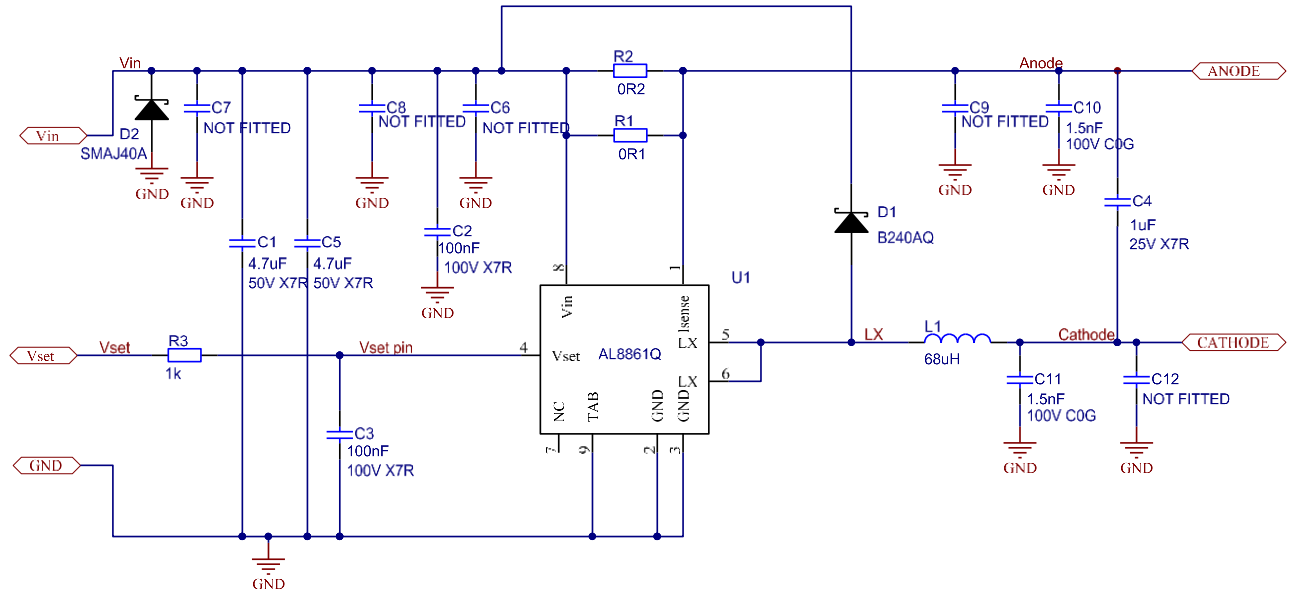 Vin
Vin
D2
SMAJ40A
GND
C7
NOT FITTED
GND
C8
NOT FITTED
GND
C6
NOT FITTED
GND
R2
0R2
R1
0R1
Anode
ANODE
C9
NOT FITTED
GND
C10
1.5nF
100V C0G
GND
C4
1uF
25V X7R
D1
B240AQ
C1
4.7uF
50V X7R
C5
4.7uF
50V X7R
C2
100nF
100V X7R
GND
U1
8
1
Vin
Isense
4
Vset
AL8861Q
LX
5
LX
6
NC
TAB
GND
GND
7
9
2
3
Vset
Vset
R3
1k
Vset pin
C3
100nF
100V X7R
GND
GND
LX
L1
68uH
Cathode
CATHODE
C11
1.5nF
100V C0G
GND
C12
NOT FITTED
GND